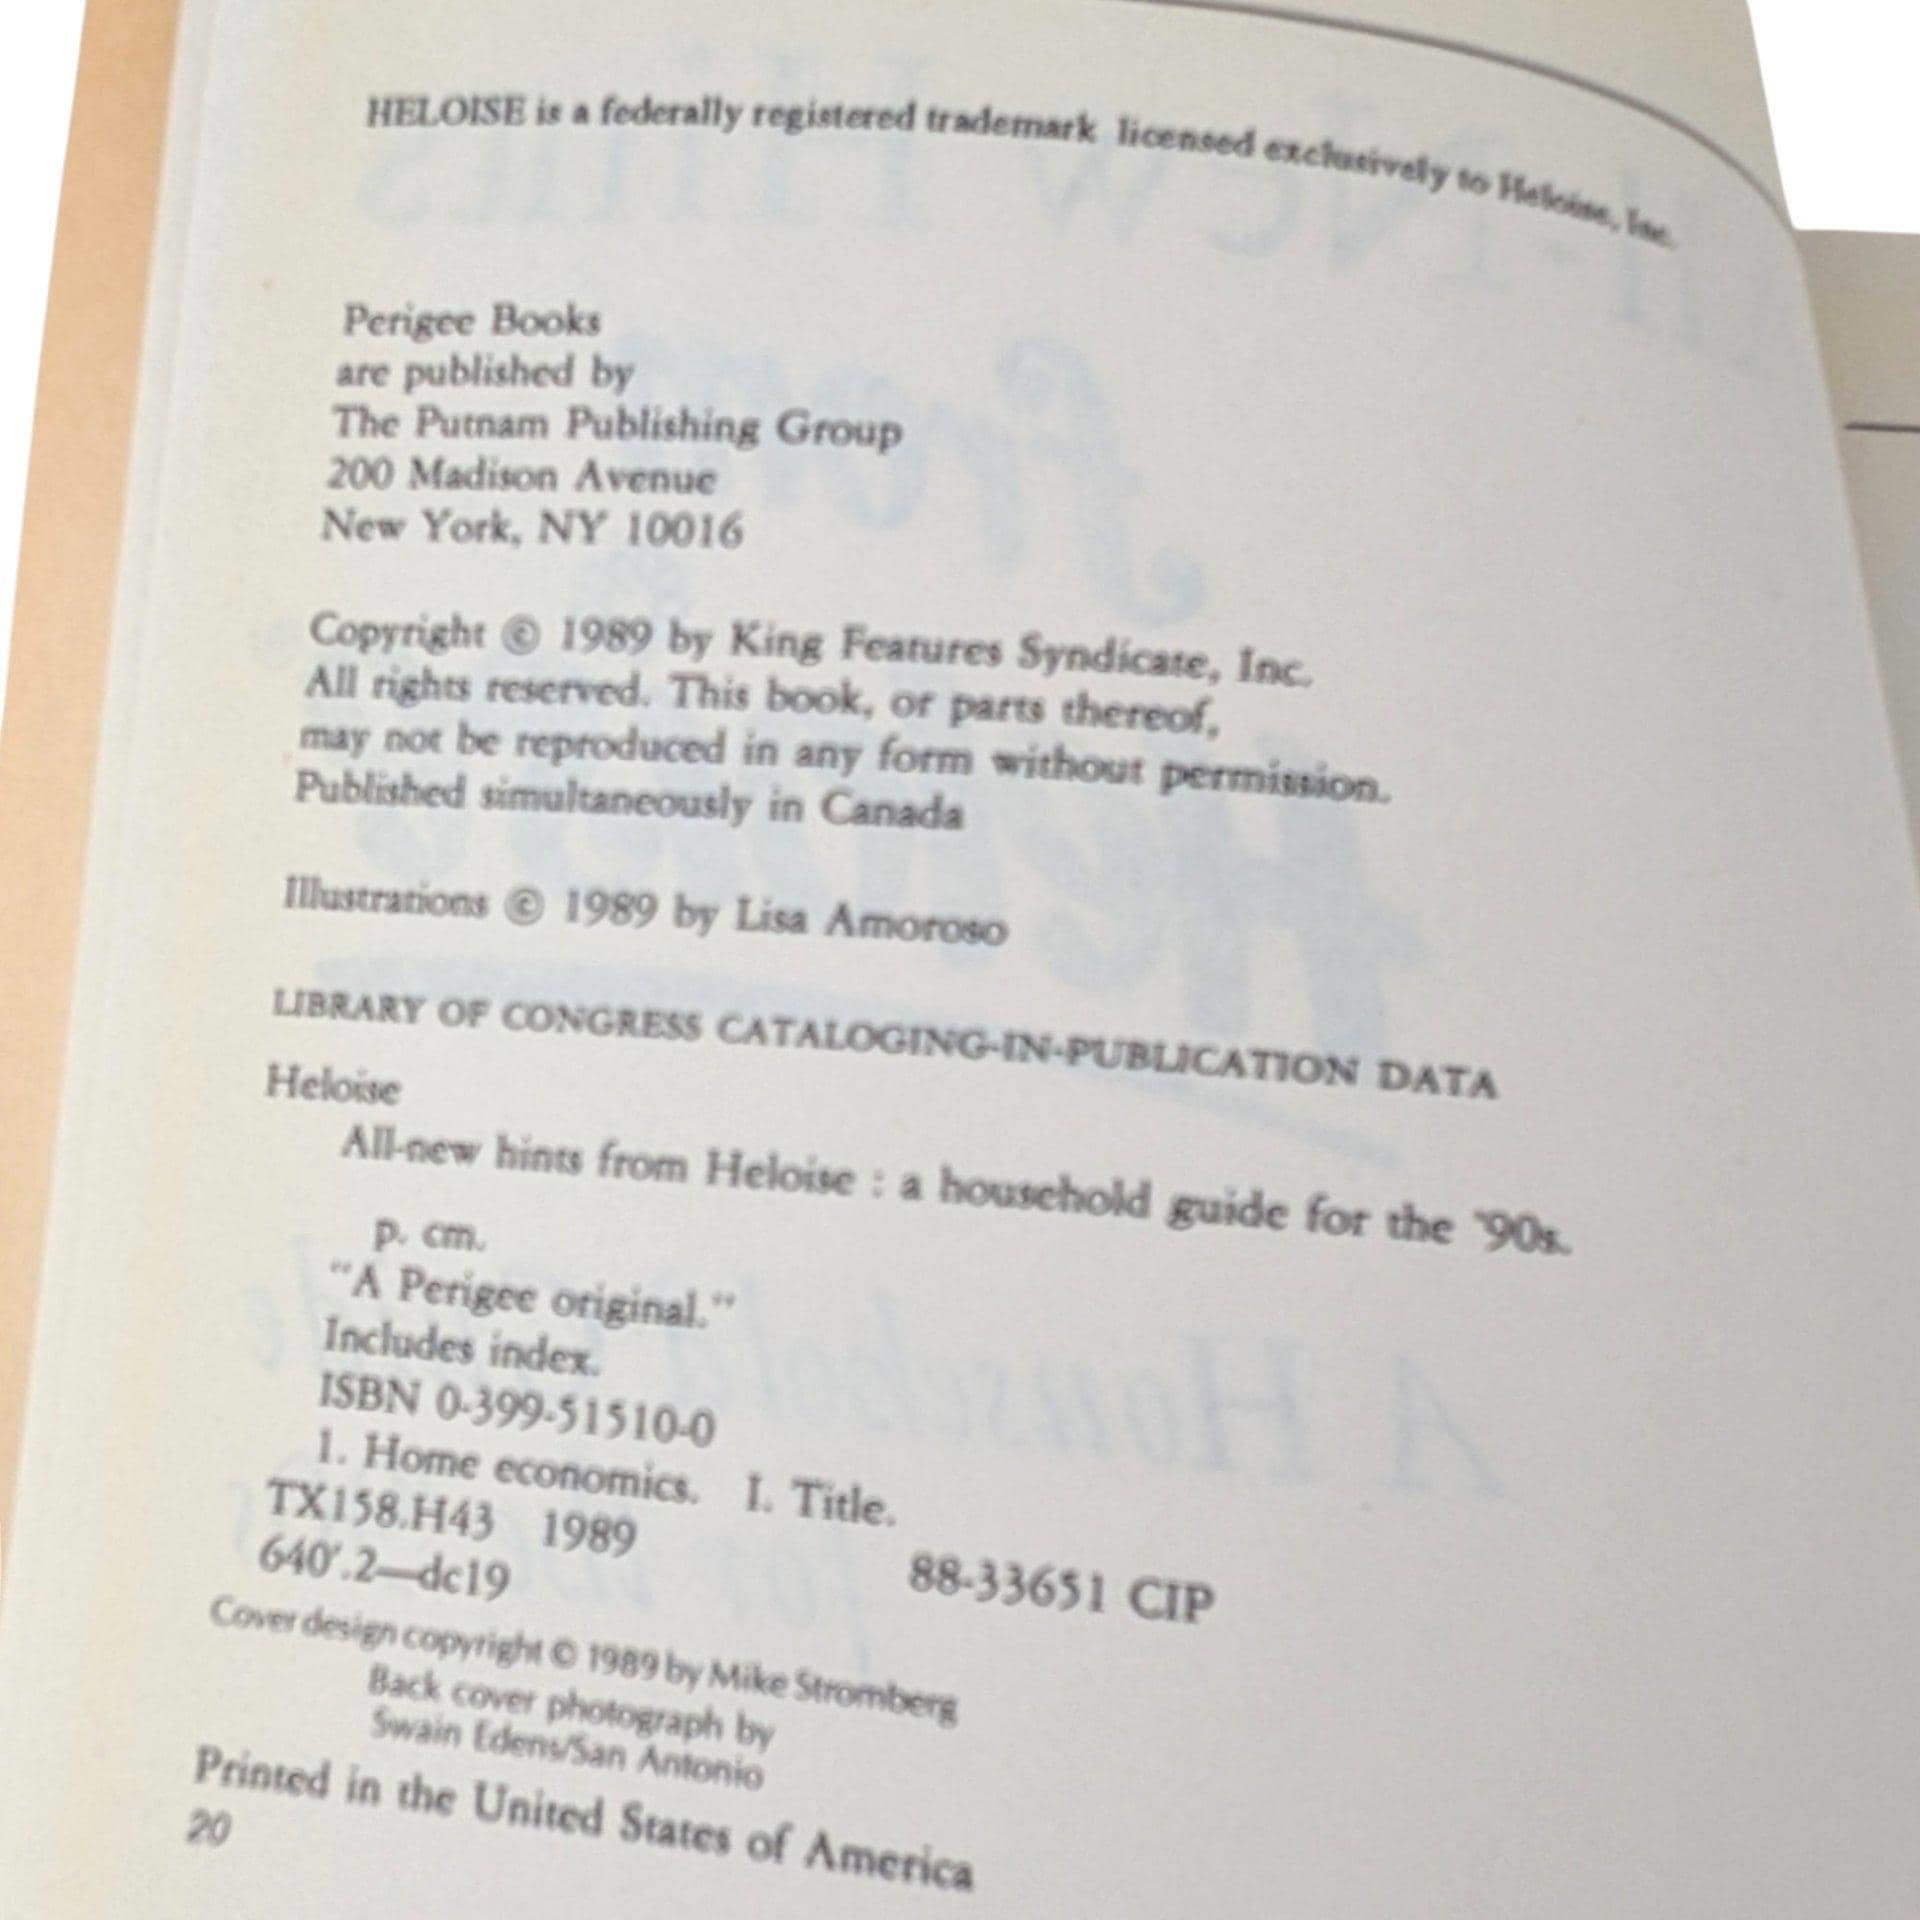 HELOISE is a federally registered trademark licensed exclusively to Heloise, Inc.
Perigee Books
are published by
The Putnam Publishing Group
200 Madison Avenue
New York, NY 10016
Copyright © 1989 by King Features Syndicate, Inc.
All rights reserved. This book, or parts thereof,
may not be reproduced in any form without permission.
Published simultaneously in Canada
Illustrations © 1989 by Lisa Amoroso
LIBRARY OF CONGRESS CATALOGING-IN-PUBLICATION DATA
Heloise
All-new hints from Heloise : a household guide for the '90s.
p. cm.
"A Perigee original."
Includes index.
ISBN 0-399-51510-0
1. Home economics. I. Title.
TX158.H43 1989
640'.2—dc19 88-33651 CIP
Cover design copyright © 1989 by Mike Stromberg
Back cover photograph by
Swain Edens/San Antonio
Printed in the United States of America
20